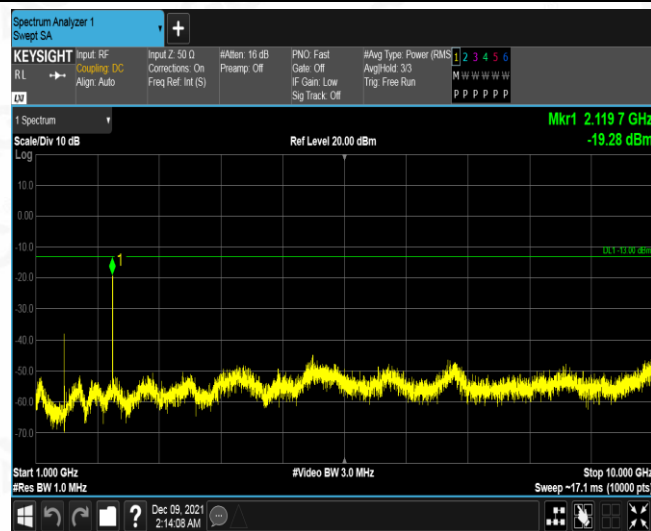 Spectrum Analyzer 1
Swept SA
+
KEYSIGHT
RL
Input: RF
Coupling: DC
Align: Auto
Input Z: 50 Ω
Corrections: On
Freq Ref: Int (S)
#Atten: 16 dB
Preamp: Off
PNO: Fast
Gate: Off
IF Gain: Low
Sig Track: Off
#Avg Type: Power (RMS
Avg|Hold: 3/3
Trig: Free Run
1 2 3 4 5 6
M W W W W W
P P P P P P
1 Spectrum
Scale/Div 10 dB
Ref Level 20.00 dBm
Mkr1 2.119 7 GHz
-19.28 dBm
Log
10.0
0.00
-10.0
DL1 -13.00 dBm
1
-20.0
-30.0
-40.0
-50.0
-60.0
-70.0
Start 1.000 GHz
#Video BW 3.0 MHz
Stop 10.000 GHz
#Res BW 1.0 MHz
Sweep ~17.1 ms (10000 pts)
?
Dec 09, 2021
2:14:08 AM